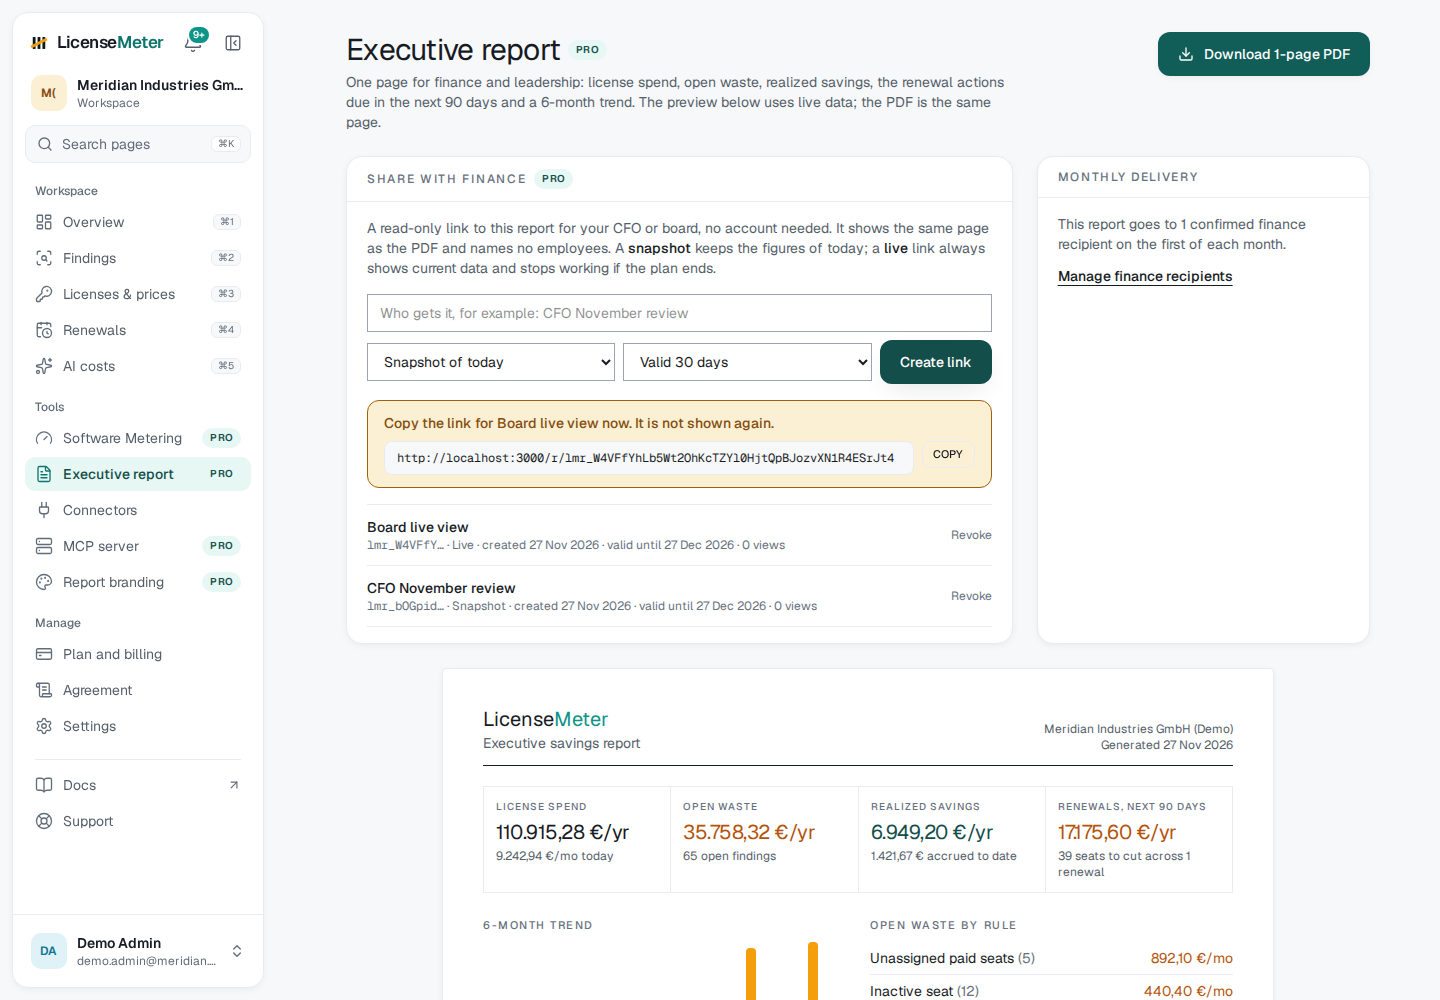 LicenseMeter
9+
M(
Meridian Industries Gm...
Workspace
Search pages
⌘K
Workspace
Overview
⌘1
Findings
⌘2
Licenses & prices
⌘3
Renewals
⌘4
AI costs
⌘5
Tools
Software Metering
PRO
Executive report
PRO
Connectors
MCP server
PRO
Report branding
PRO
Manage
Plan and billing
Agreement
Settings
Docs
Support
DA
Demo Admin
demo.admin@meridian....
Executive report PRO
Download 1-page PDF
One page for finance and leadership: license spend, open waste, realized savings, the renewal actions
due in the next 90 days and a 6-month trend. The preview below uses live data; the PDF is the same
page.
SHARE WITH FINANCE PRO
A read-only link to this report for your CFO or board, no account needed. It shows the same page
as the PDF and names no employees. A snapshot keeps the figures of today; a live link always
shows current data and stops working if the plan ends.
Who gets it, for example: CFO November review
Snapshot of today
Valid 30 days
Create link
Copy the link for Board live view now. It is not shown again.
http://localhost:3000/r/lmr_W4VFfYhLb5Wt2OhKcTZYl0HjtQpBJozvXN1R4ESrJt4
COPY
Board live view
lmr_W4VFfY… · Live · created 27 Nov 2026 · valid until 27 Dec 2026 · 0 views
Revoke
CFO November review
lmr_bOGpid… · Snapshot · created 27 Nov 2026 · valid until 27 Dec 2026 · 0 views
Revoke
MONTHLY DELIVERY
This report goes to 1 confirmed finance
recipient on the first of each month.
Manage finance recipients
LicenseMeter
Executive savings report
Meridian Industries GmbH (Demo)
Generated 27 Nov 2026
LICENSE SPEND
110.915,28 €/yr
9.242,94 €/mo today
OPEN WASTE
35.758,32 €/yr
65 open findings
REALIZED SAVINGS
6.949,20 €/yr
1.421,67 € accrued to date
RENEWALS, NEXT 90 DAYS
17.175,60 €/yr
39 seats to cut across 1
renewal
6-MONTH TREND
OPEN WASTE BY RULE
Unassigned paid seats (5)
892,10 €/mo
Inactive seat (12)
440,40 €/mo